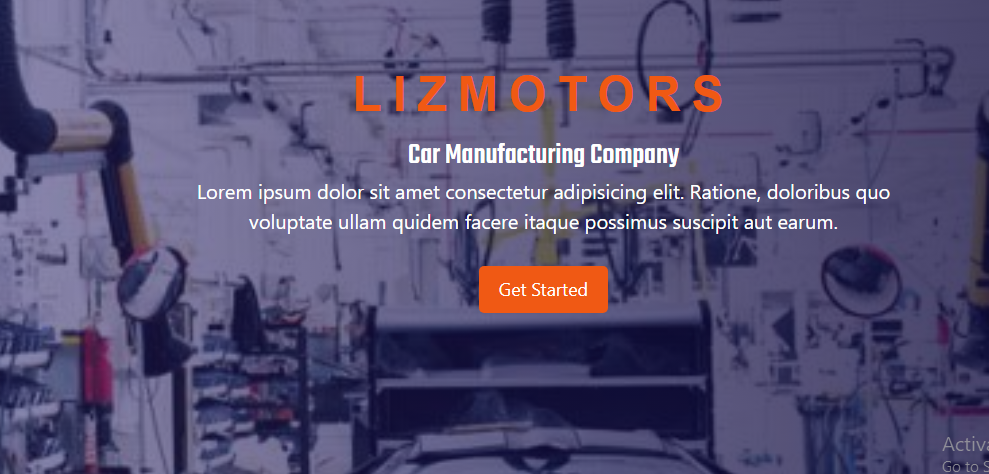 LIZMOTORS
Car Manufacturing Company
Lorem ipsum dolor sit amet consectetur adipisicing elit. Ratione, doloribus quo
voluptate ullam quidem facere itaque possimus suscipit aut earum.
Get Started
Activa
Go to S